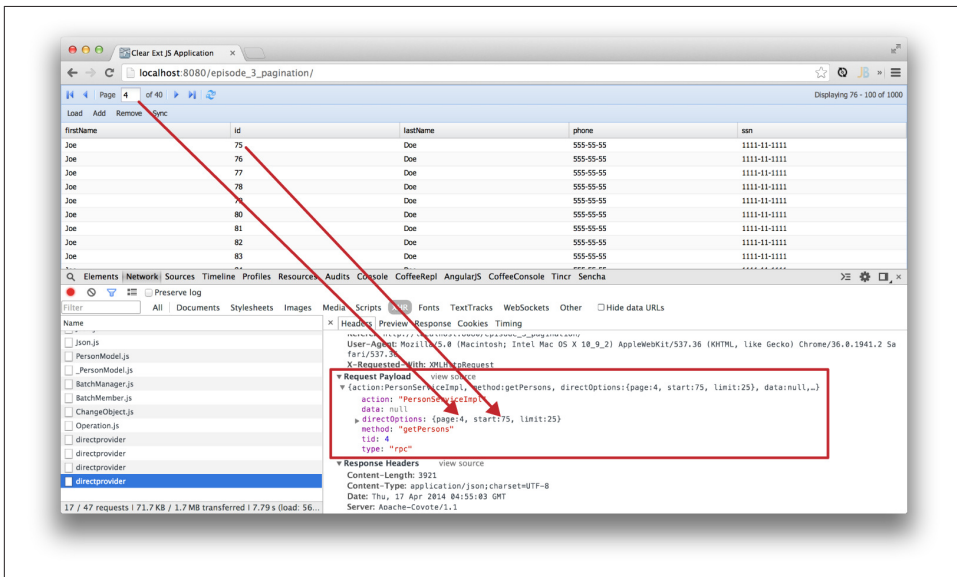 Clear Ext JS Application ×
localhost:8080/episode_3_pagination/
Page 4 of 40 Displaying 76 - 100 of 1000
Load Add Remove Sync
firstName id lastName phone ssn
Joe 75 Doe 555-55-55 1111-11-1111
Joe 76 Doe 555-55-55 1111-11-1111
Joe 77 Doe 555-55-55 1111-11-1111
Joe 78 Doe 555-55-55 1111-11-1111
Joe 79 Doe 555-55-55 1111-11-1111
Joe 80 Doe 555-55-55 1111-11-1111
Joe 81 Doe 555-55-55 1111-11-1111
Joe 82 Doe 555-55-55 1111-11-1111
Joe 83 Doe 555-55-55 1111-11-1111
Elements Network Sources Timeline Profiles Resources Audits Console CoffeeRepl AngularJS CoffeeConsole Tincr Sencha
Preserve log
Filter All Documents Stylesheets Images Media Scripts XHR Fonts TextTracks WebSockets Other Hide data URLs
Name
Json.js
PersonModel.js
_PersonModel.js
BatchManager.js
BatchMember.js
ChangeObject.js
Operation.js
directprovider
directprovider
directprovider
directprovider
17 / 47 requests | 71.7 KB / 1.7 MB transferred | 7.79 s (load: 56...
× Headers Preview Response Cookies Timing
User-Agent: Mozilla/5.0 (Macintosh; Intel Mac OS X 10_9_2) AppleWebKit/537.36 (KHTML, like Gecko) Chrome/36.0.1941.2 Sa
fari/537.36
X-Requested-With: XMLHttpRequest
Request Payload view source
{action:PersonServiceImpl, method:getPersons, directOptions:{page:4, start:75, limit:25}, data:null,…}
action: "PersonServiceImpl"
data: null
directOptions: {page:4, start:75, limit:25}
method: "getPersons"
tid: 4
type: "rpc"
Response Headers view source
Content-Length: 3921
Content-Type: application/json;charset=UTF-8
Date: Thu, 17 Apr 2014 04:55:03 GMT
Server: Apache-Coyote/1.1